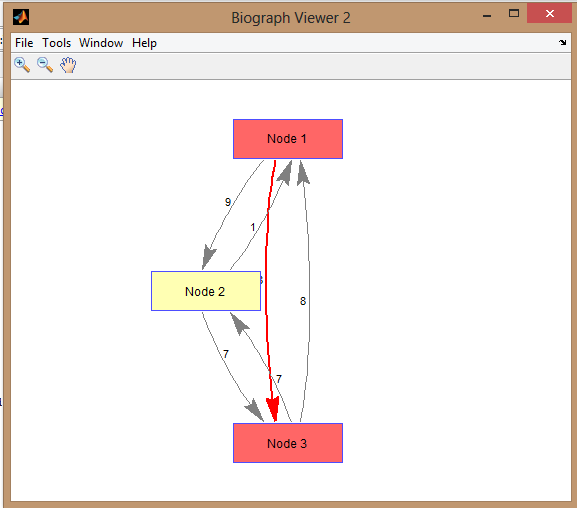 Biograph Viewer 2
File Tools Window Help
Node 1
9
1
Node 2
8
7
7
Node 3